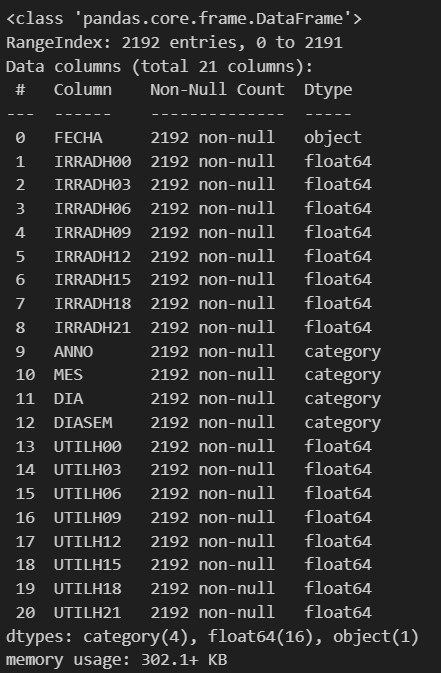 <class 'pandas.core.frame.DataFrame'>
RangeIndex: 2192 entries, 0 to 2191
Data columns (total 21 columns):
 #   Column    Non-Null Count  Dtype
---  ------    --------------  -----
 0   FECHA     2192 non-null   object
 1   IRRADH00  2192 non-null   float64
 2   IRRADH03  2192 non-null   float64
 3   IRRADH06  2192 non-null   float64
 4   IRRADH09  2192 non-null   float64
 5   IRRADH12  2192 non-null   float64
 6   IRRADH15  2192 non-null   float64
 7   IRRADH18  2192 non-null   float64
 8   IRRADH21  2192 non-null   float64
 9   ANNO      2192 non-null   category
 10  MES       2192 non-null   category
 11  DIA       2192 non-null   category
 12  DIASEM    2192 non-null   category
 13  UTILH00   2192 non-null   float64
 14  UTILH03   2192 non-null   float64
 15  UTILH06   2192 non-null   float64
 16  UTILH09   2192 non-null   float64
 17  UTILH12   2192 non-null   float64
 18  UTILH15   2192 non-null   float64
 19  UTILH18   2192 non-null   float64
 20  UTILH21   2192 non-null   float64
dtypes: category(4), float64(16), object(1)
memory usage: 302.1+ KB